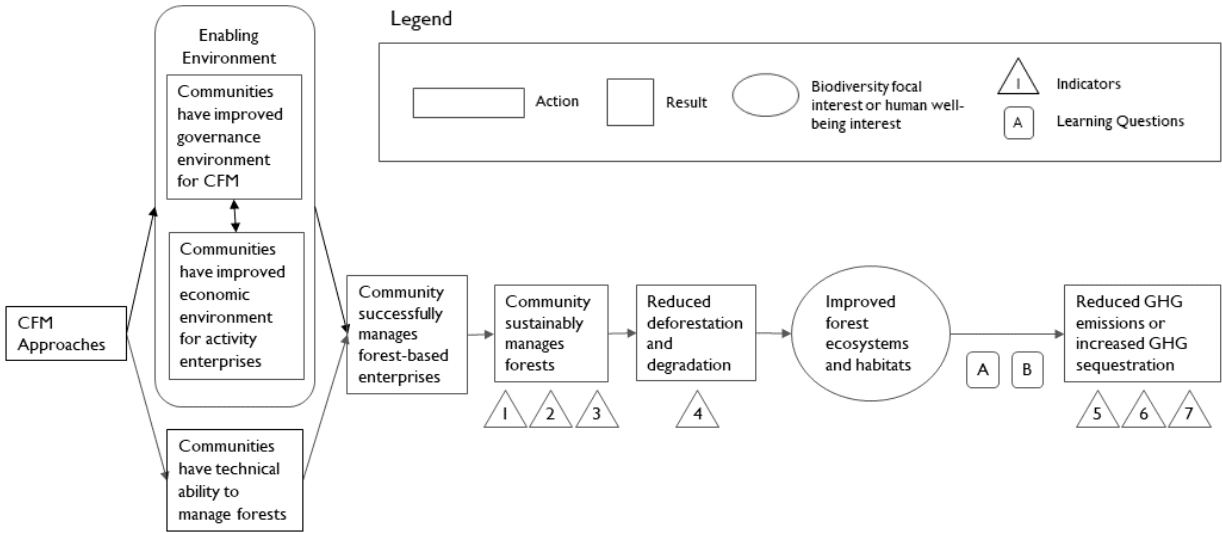 Legend
Action
Result
Biodiversity focal
interest or human well-
being interest
1
Indicators
A
Learning Questions
Enabling
Environment
Communities
have improved
governance
environment
for CFM
Communities
have improved
economic
environment
for activity
enterprises
CFM
Approaches
Communities
have technical
ability to
manage forests
Community
successfully
manages
forest-based
enterprises
Community
sustainably
manages
forests
1 2 3
Reduced
deforestation
and
degradation
4
Improved
forest
ecosystems
and habitats
A B
Reduced GHG
emissions or
increased GHG
sequestration
5 6 7